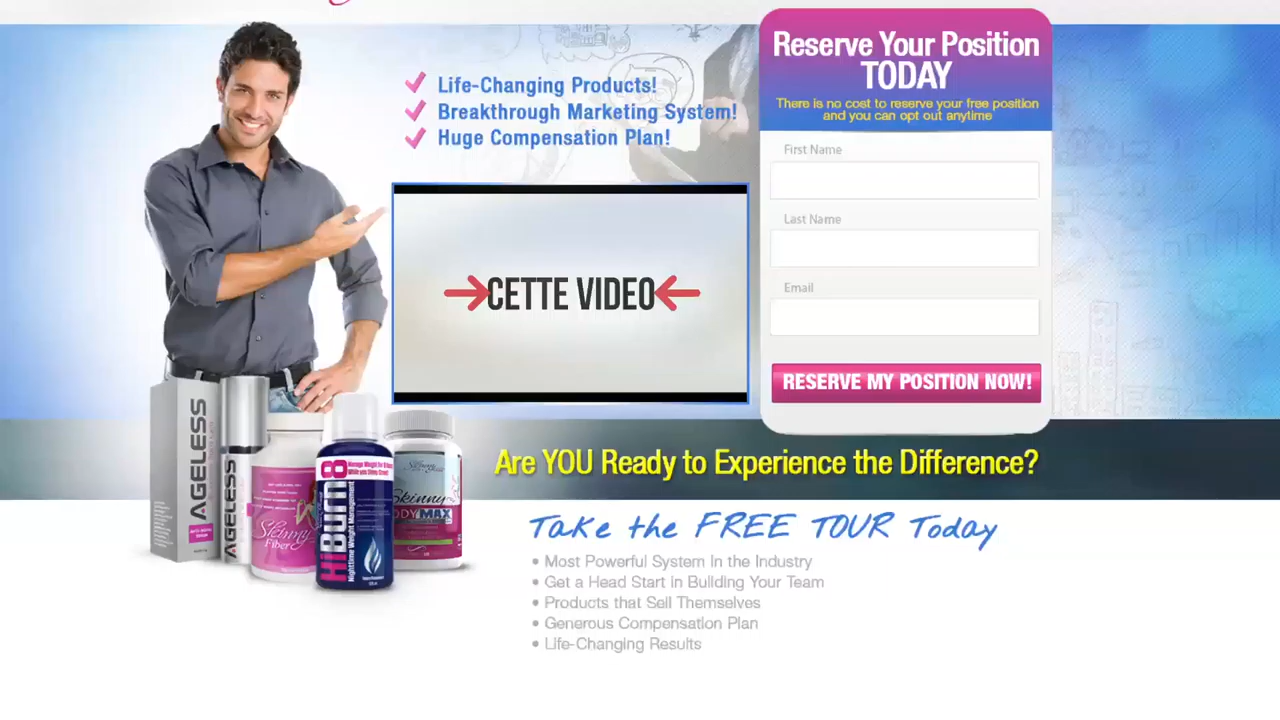 Life-Changing Products!
Breakthrough Marketing System!
Huge Compensation Plan!
CETTE VIDEO
Reserve Your Position
TODAY
There is no cost to reserve your free position
and you can opt out anytime
First Name
Last Name
Email
RESERVE MY POSITION NOW!
AGELESS
AGELESS
Skinny
Fiber
HiBurn8
Nighttime Weight Management
Skinny
BODY MAX
Are YOU Ready to Experience the Difference?
Take the FREE TOUR Today
• Most Powerful System in the Industry
• Get a Head Start in Building Your Team
• Products that Sell Themselves
• Generous Compensation Plan
• Life-Changing Results